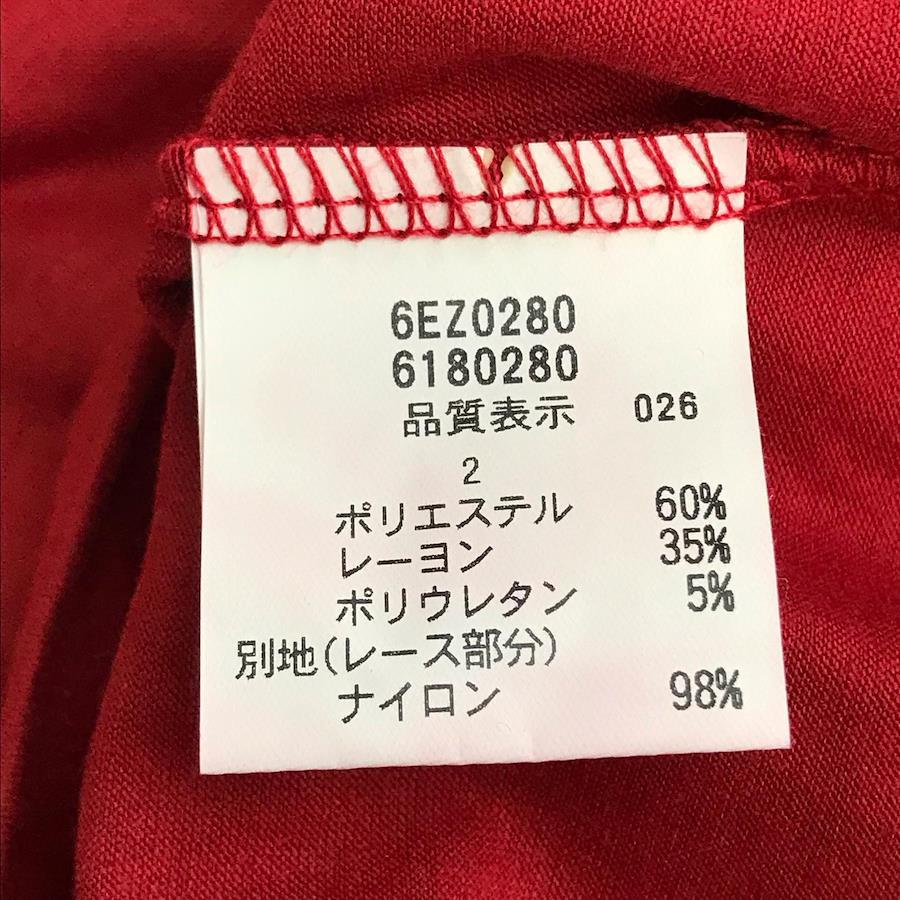 6EZ0280
6180280
品質表示 026
2
ポリエステル 60%
レーヨン 35%
ポリウレタン 5%
別地(レース部分)
ナイロン 98%